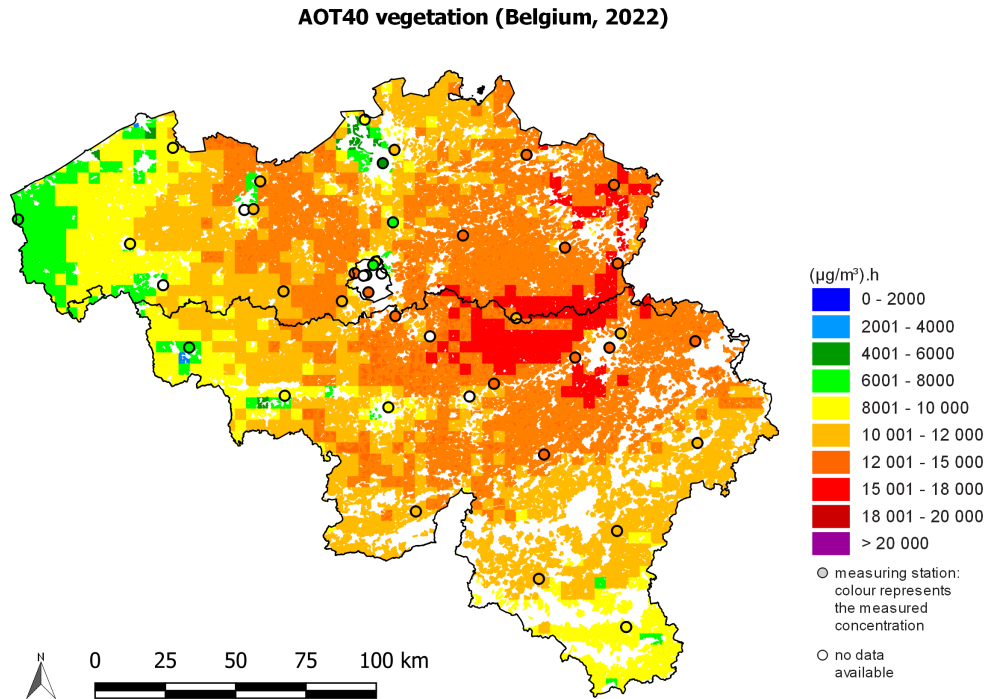 AOT40 vegetation (Belgium, 2022)
(µg/m³).h
0 - 2000
2001 - 4000
4001 - 6000
6001 - 8000
8001 - 10 000
10 001 - 12 000
12 001 - 15 000
15 001 - 18 000
18 001 - 20 000
> 20 000
measuring station:
colour represents
the measured
concentration
no data
available
N
0 25 50 75 100 km